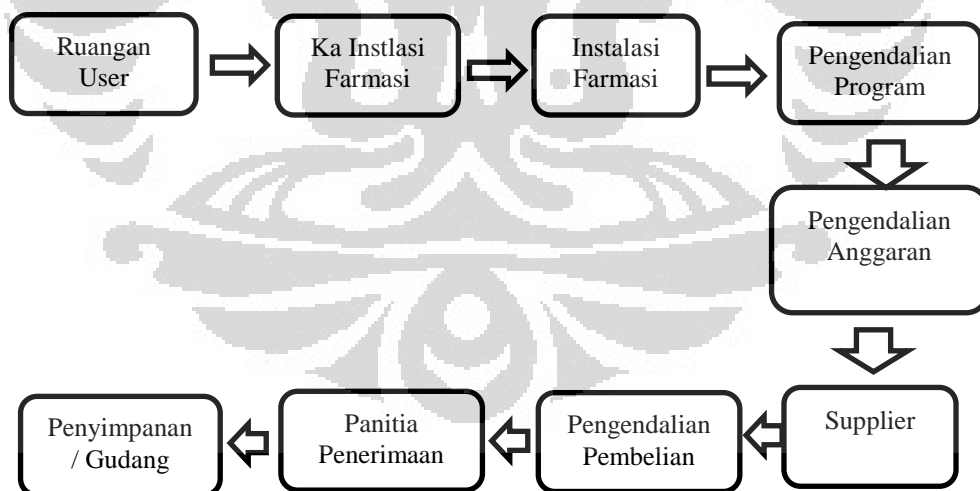 Ruangan
User
Ka Instlasi
Farmasi
Instalasi
Farmasi
Pengendalian
Program
Pengendalian
Anggaran
Supplier
Pengendalian
Pembelian
Panitia
Penerimaan
Penyimpanan
/ Gudang